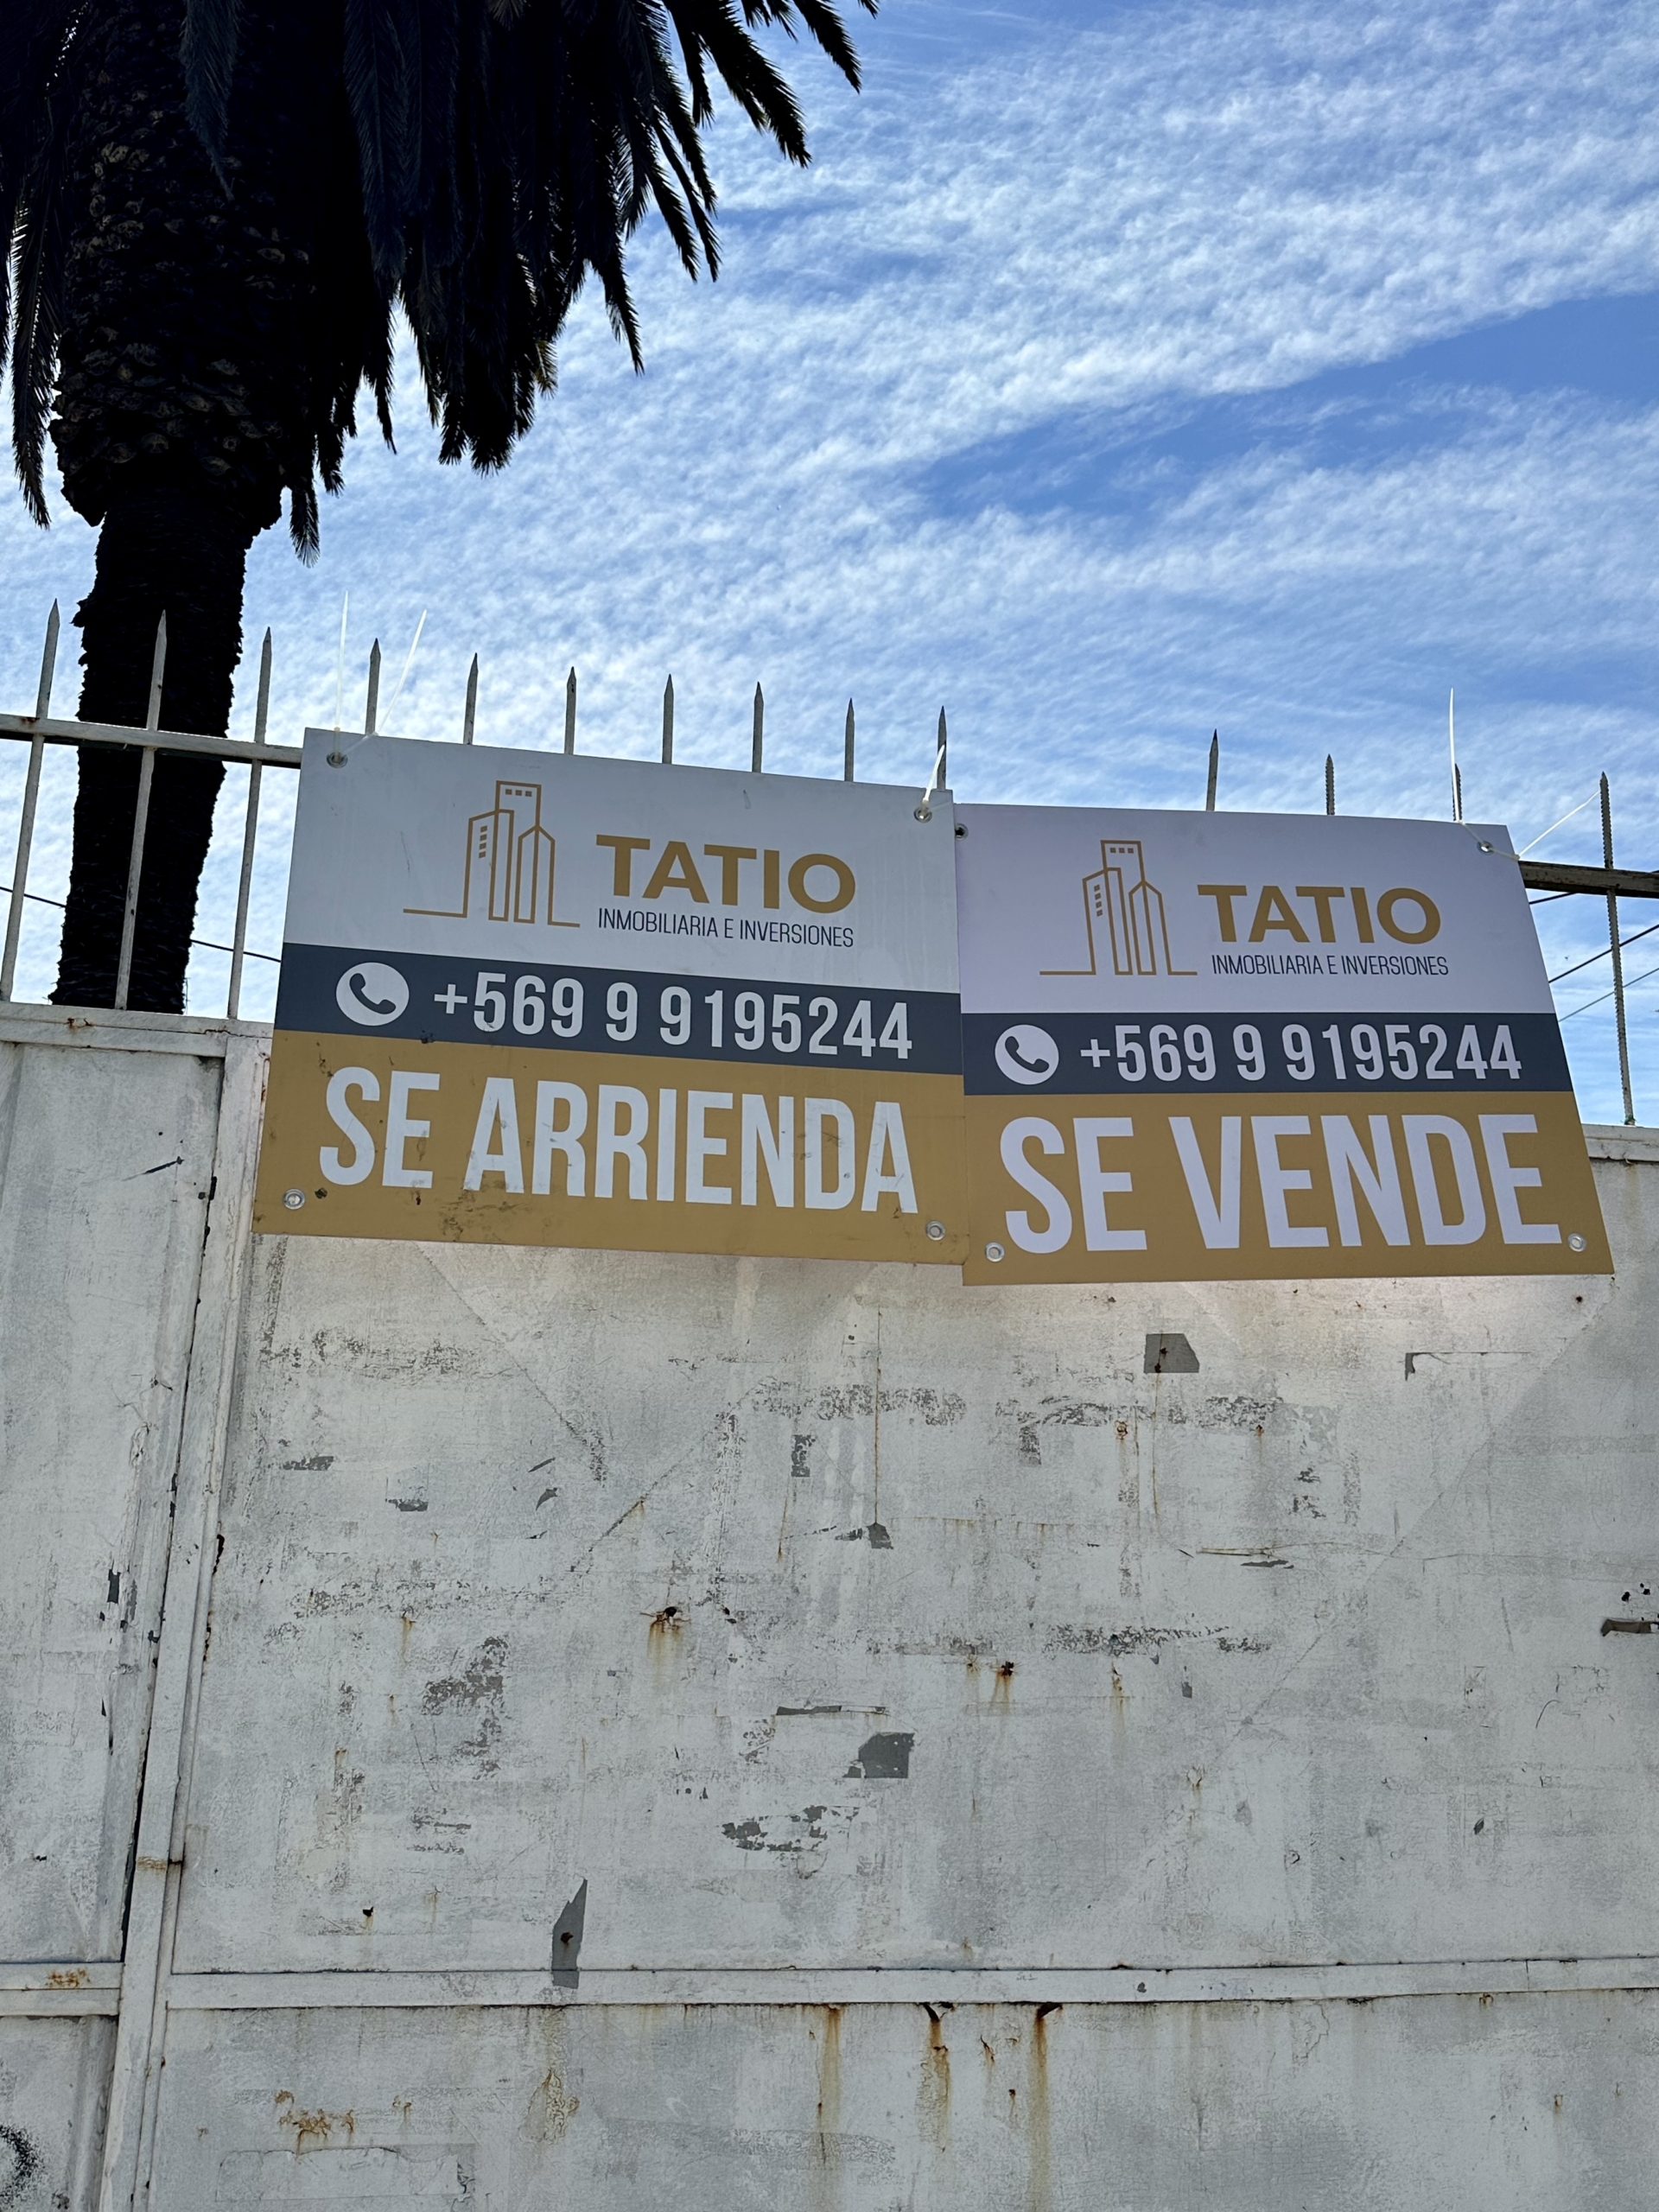 TATIO
INMOBILIARIA E INVERSIONES
+569 9 9195244
SE ARRIENDA
TATIO
INMOBILIARIA E INVERSIONES
+569 9 9195244
SE VENDE